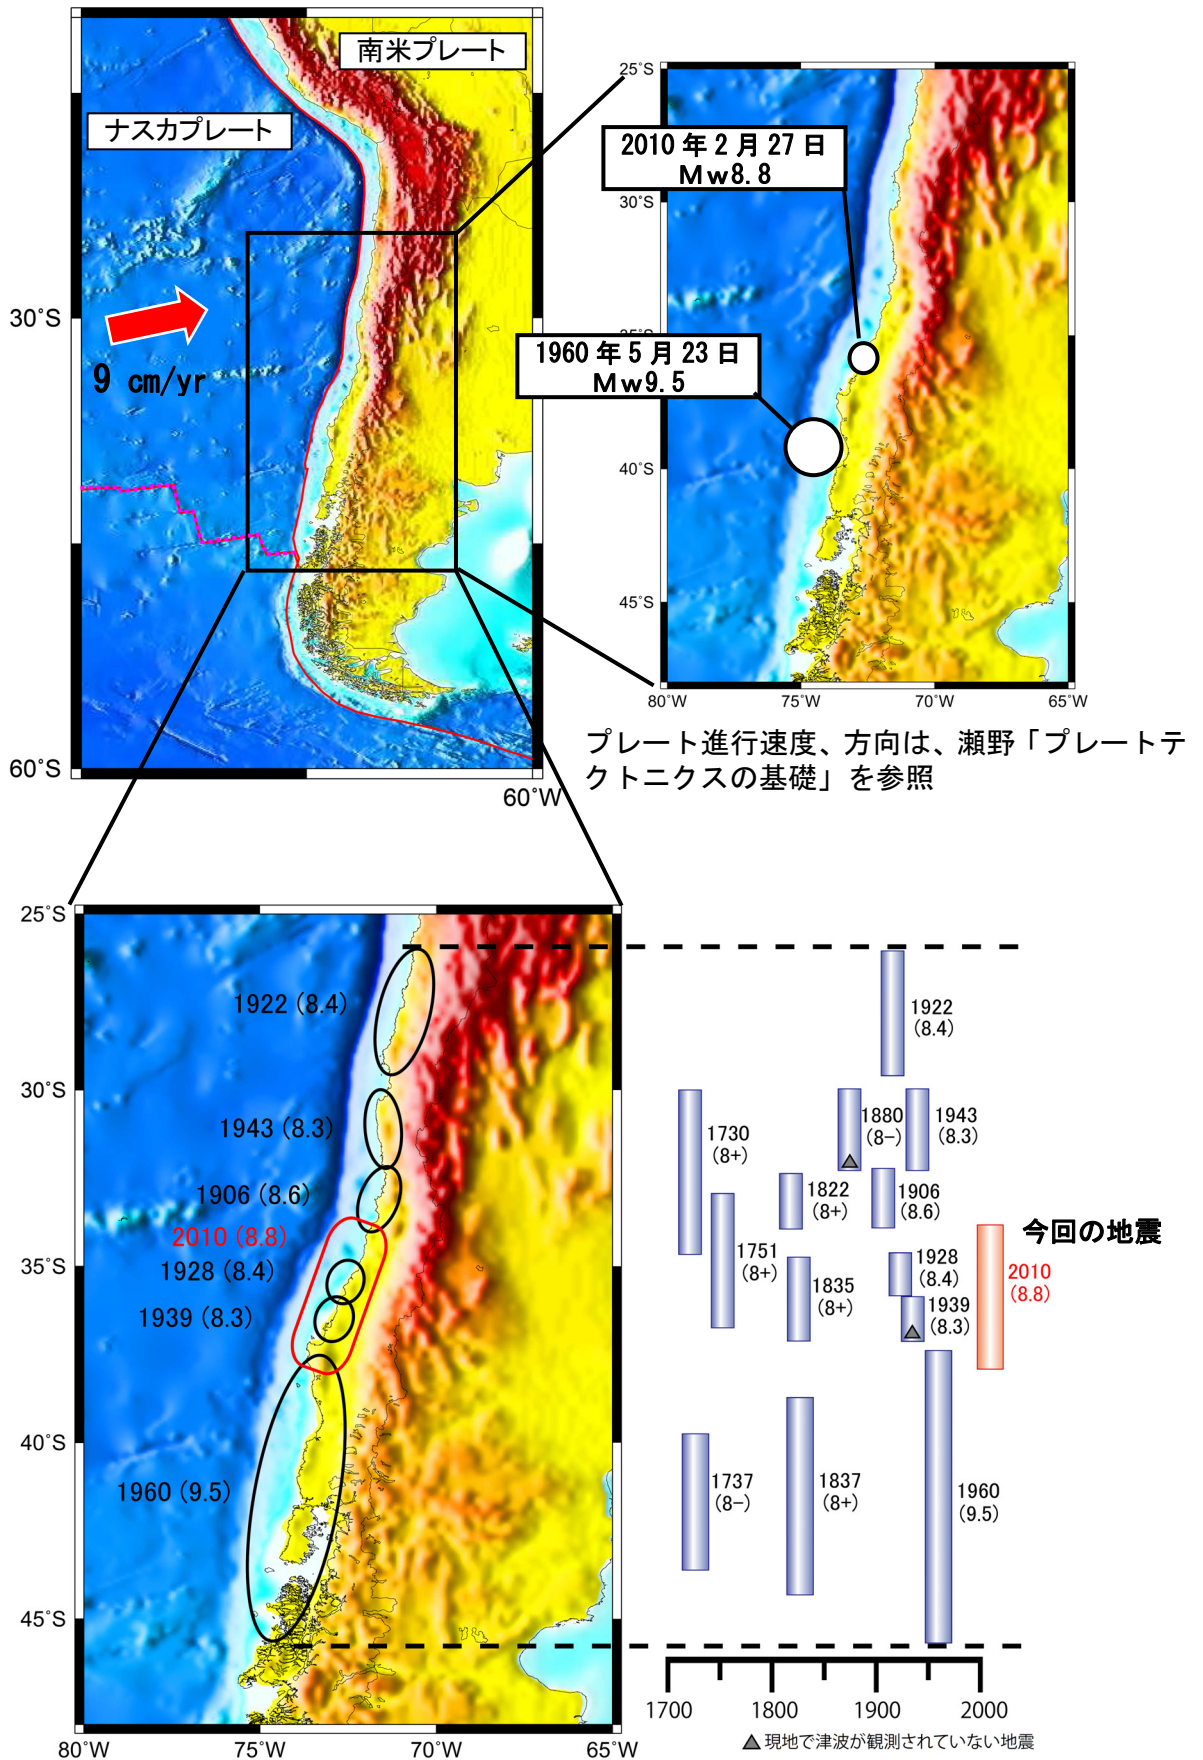 南米プレート
ナスカプレート
30°S
9 cm/yr
60°S
60°W
25°S
2010 年 2 月 27 日
Ｍｗ8.8
30°S
1960 年 5 月 23 日
Ｍｗ9.5
40°S
45°S
80°W
75°W
70°W
65°W
プレート進行速度、方向は、瀬野「プレートテ
クトニクスの基礎」を参照
25°S
1922 (8.4)
30°S
1943 (8.3)
1906 (8.6)
2010 (8.8)
35°S
1928 (8.4)
1939 (8.3)
40°S
1960 (9.5)
45°S
80°W
75°W
70°W
65°W
1922
(8.4)
1880
(8−)
1943
(8.3)
1730
(8+)
1822
(8+)
1906
(8.6)
今回の地震
1751
(8+)
1835
(8+)
1928
(8.4)
2010
(8.8)
1939
(8.3)
1737
(8−)
1837
(8+)
1960
(9.5)
1700
1800
1900
2000
▲ 現地で津波が観測されていない地震